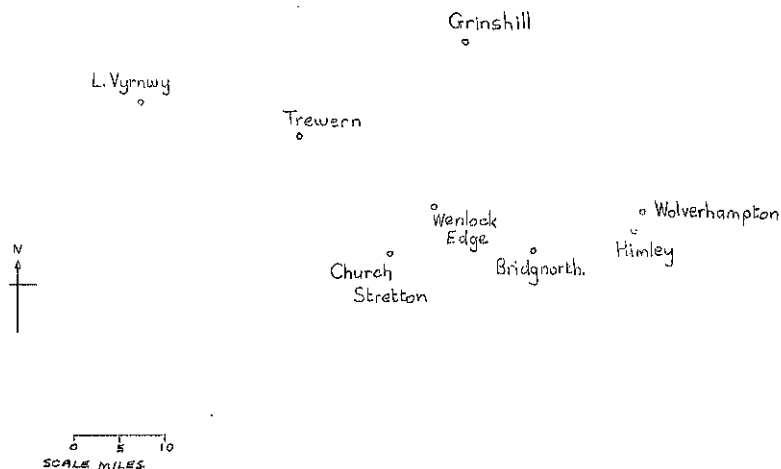 Grinshill
L. Vyrnwy
Trewern
Wenlock
Edge
Wolverhampton
Himley
Church
Stretton
Bridgnorth.
N
0 5 10
SCALE MILES